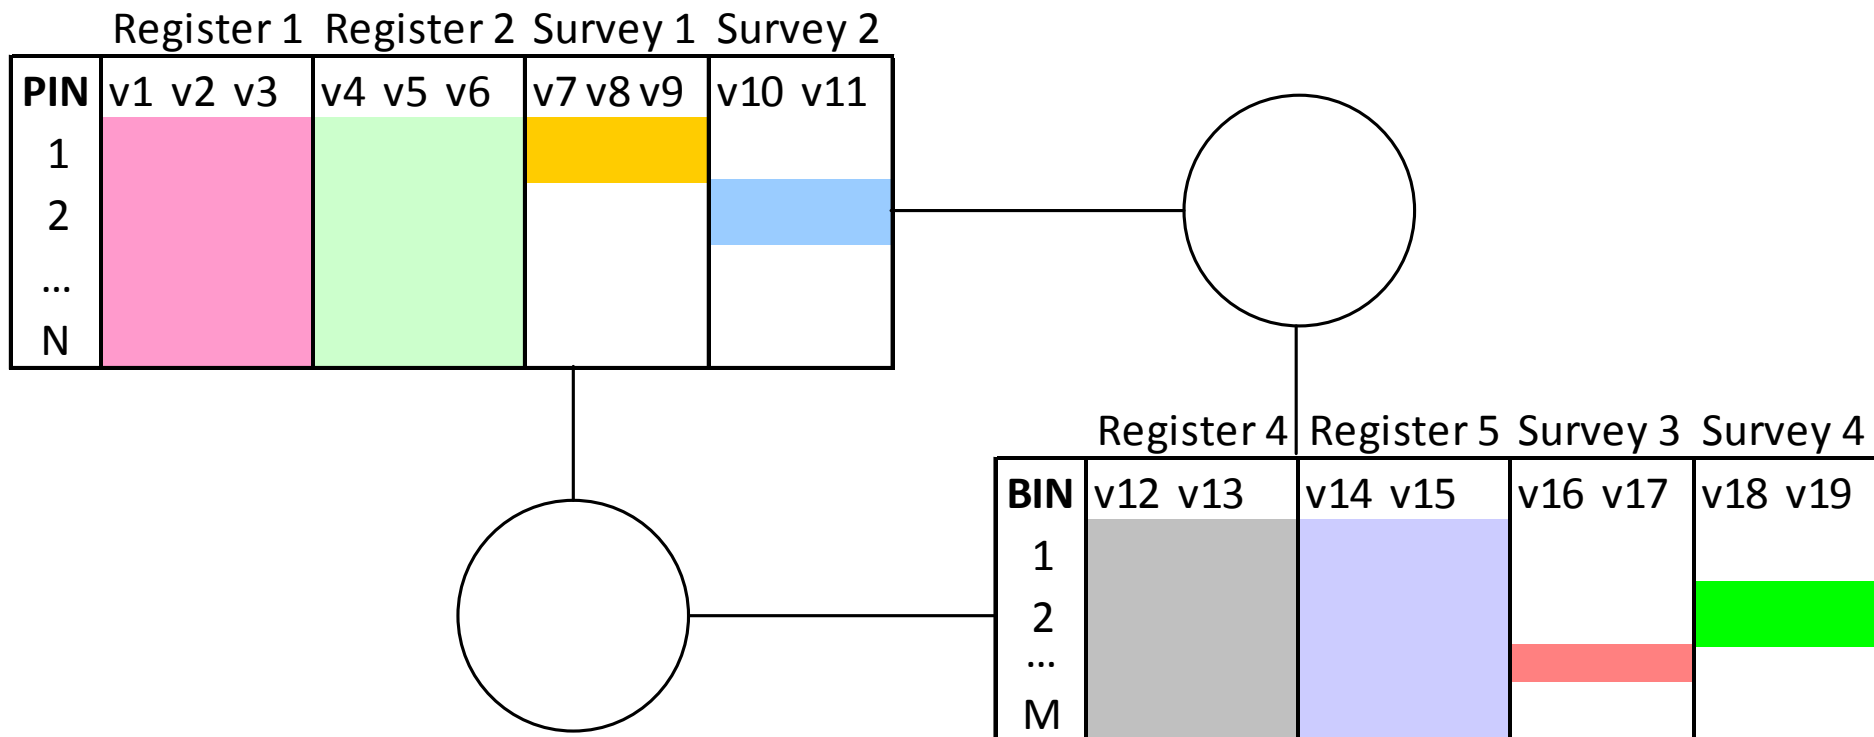 Register 1 Register 2 Survey 1 Survey 2
PIN v1 v2 v3 v4 v5 v6 v7 v8 v9 v10 v11
1
2
...
N
Register 4 Register 5 Survey 3 Survey 4
BIN v12 v13 v14 v15 v16 v17 v18 v19
1
2
...
M